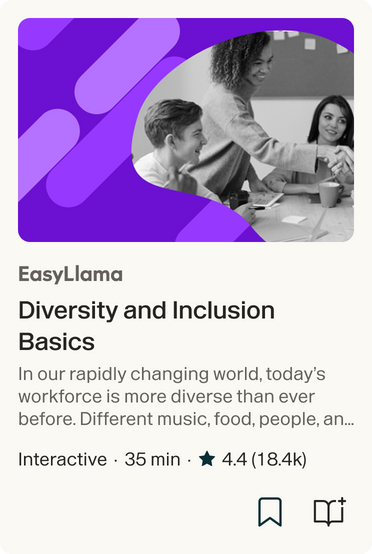 EasyLlama
Diversity and Inclusion
Basics
In our rapidly changing world, today's
workforce is more diverse than ever
before. Different music, food, people, an...
Interactive · 35 min · ★ 4.4 (18.4k)